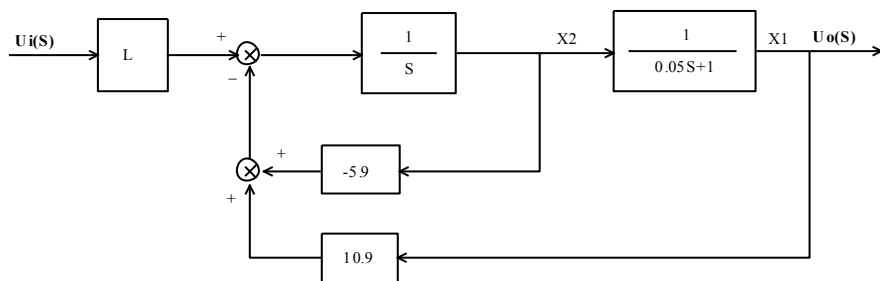 Ui(S)
L
+
−
1
S
X2
1
0.05S+1
X1
Uo(S)
+
-5.9
+
10.9